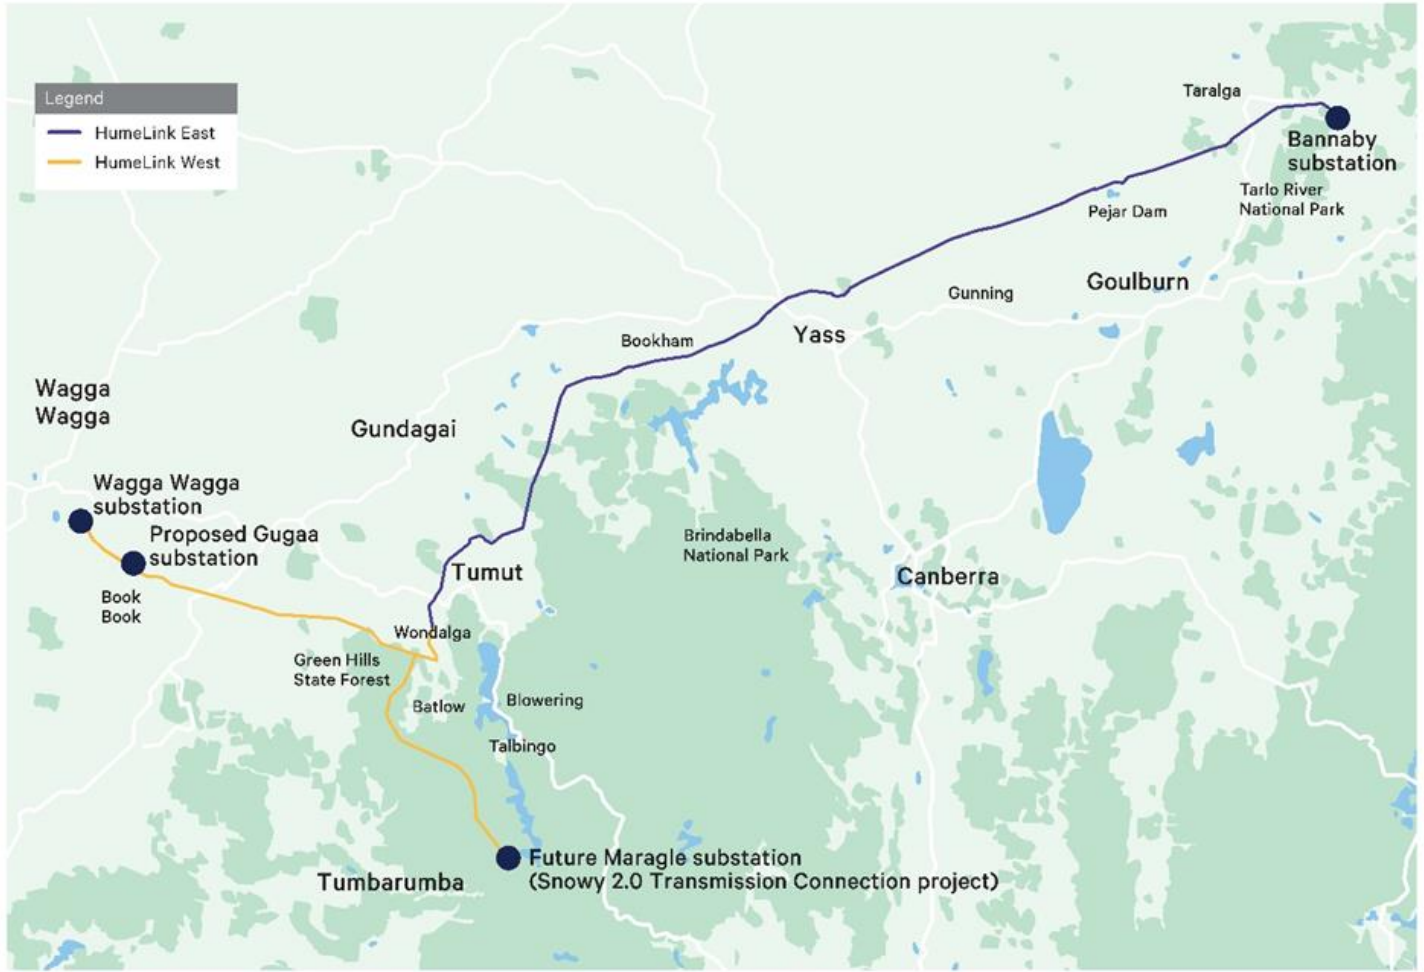 Legend
HumeLink East
HumeLink West
Taralga
Bannaby
substation
Tarlo River
National Park
Pejar Dam
Goulburn
Gunning
Yass
Bookham
Wagga
Wagga
Gundagai
Wagga Wagga
substation
Proposed Gugaa
substation
Brindabella
National Park
Tumut
Canberra
Book
Book
Wondalga
Green Hills
State Forest
Batlow
Blowering
Talbingo
Future Maragle substation
(Snowy 2.0 Transmission Connection project)
Tumbarumba